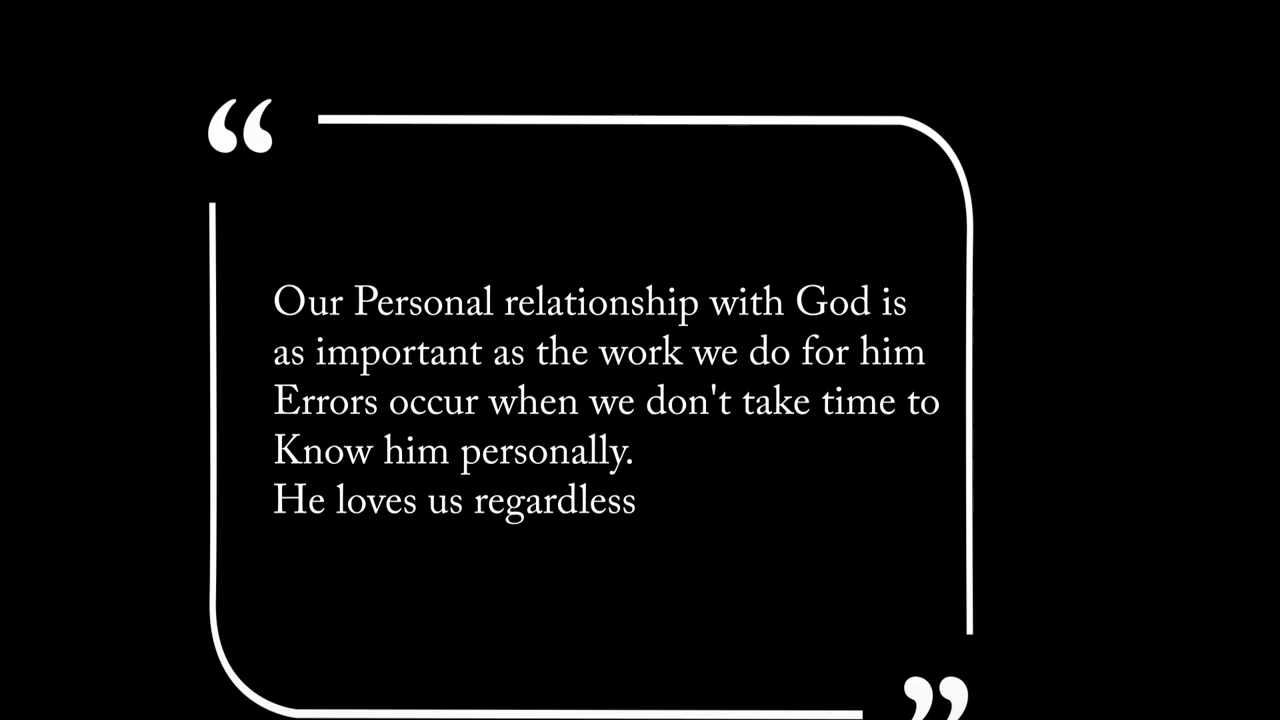 “
Our Personal relationship with God is
as important as the work we do for him
Errors occur when we don't take time to
Know him personally.
He loves us regardless
”